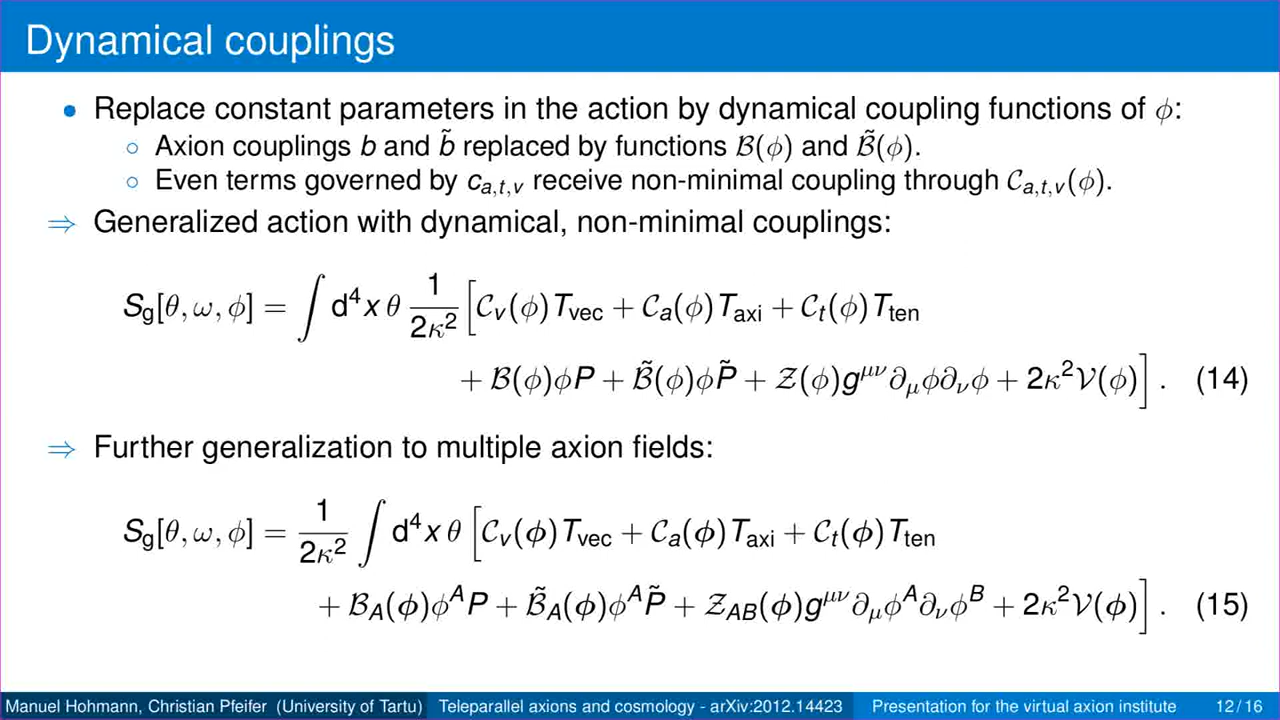 Dynamical couplings
• Replace constant parameters in the action by dynamical coupling functions of ϕ:
◦ Axion couplings b and b̃ replaced by functions ℬ(ϕ) and ℬ̃(ϕ).
◦ Even terms governed by c_{a,t,v} receive non-minimal coupling through 𝒞_{a,t,v}(ϕ).
⇒ Generalized action with dynamical, non-minimal couplings:
S_g[θ, ω, ϕ] = ∫ d⁴x θ 1/(2κ²) [𝒞_v(ϕ)T_vec + 𝒞_a(ϕ)T_axi + 𝒞_t(ϕ)T_ten
+ ℬ(ϕ)ϕP + ℬ̃(ϕ)ϕP̃ + 𝒵(ϕ)g^{μν}∂_μϕ∂_νϕ + 2κ²𝒱(ϕ)] . (14)
⇒ Further generalization to multiple axion fields:
S_g[θ, ω, ϕ] = 1/(2κ²) ∫ d⁴x θ [𝒞_v(ϕ)T_vec + 𝒞_a(ϕ)T_axi + 𝒞_t(ϕ)T_ten
+ ℬ_A(ϕ)ϕ^A P + ℬ̃_A(ϕ)ϕ^A P̃ + 𝒵_{AB}(ϕ)g^{μν}∂_μϕ^A∂_νϕ^B + 2κ²𝒱(ϕ)] . (15)
Manuel Hohmann, Christian Pfeifer (University of Tartu) Teleparallel axions and cosmology - arXiv:2012.14423 Presentation for the virtual axion institute 12 / 16